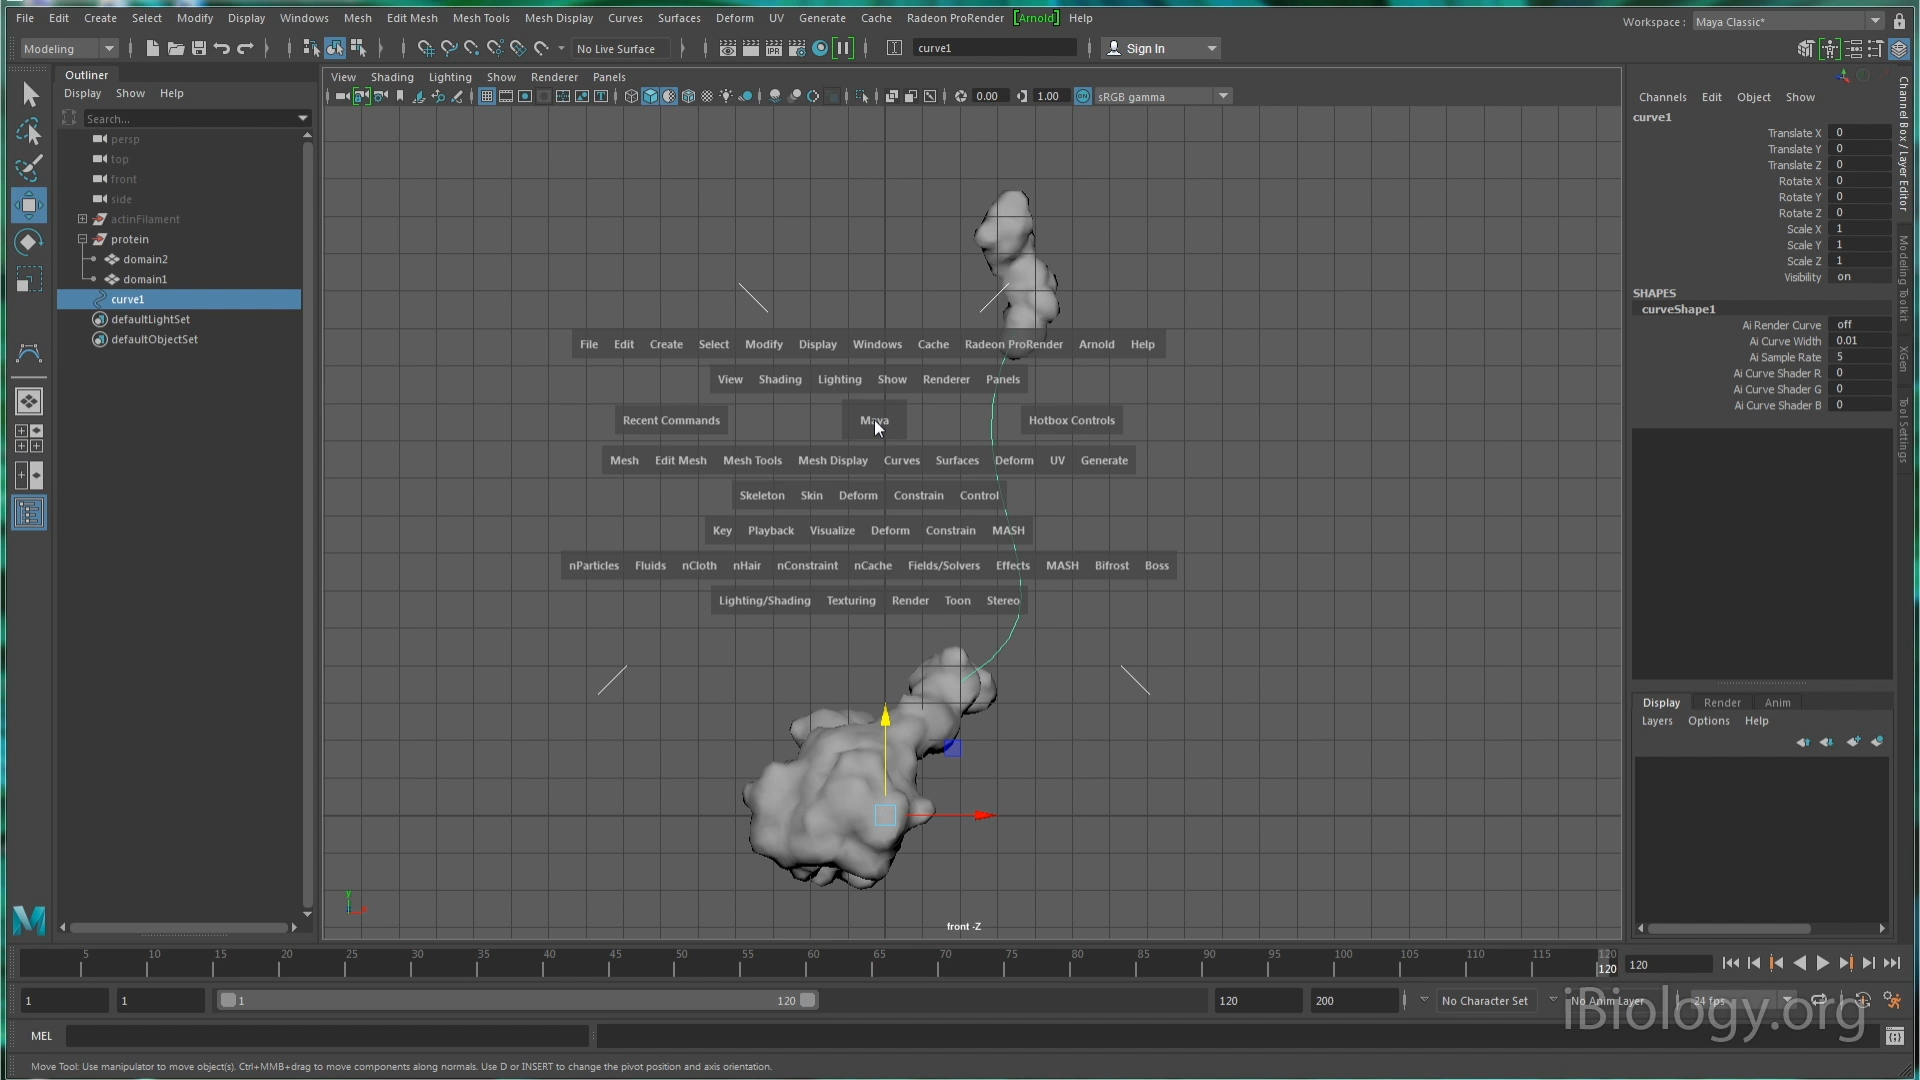 File Edit Create Select Modify Display Windows Mesh Edit Mesh Mesh Tools Mesh Display Curves Surfaces Deform UV Generate Cache Radeon ProRender [Arnold] Help
Workspace : Maya Classic*
Modeling
No Live Surface
curve1
Sign In
Outliner
Display Show Help
Search...
persp
top
front
side
actinFilament
protein
domain2
domain1
curve1
defaultLightSet
defaultObjectSet
View Shading Lighting Show Renderer Panels
IPR
0.00
1.00
ON
sRGB gamma
File Edit Create Select Modify Display Windows Cache Radeon ProRender Arnold Help
View Shading Lighting Show Renderer Panels
Recent Commands
Maya
Hotbox Controls
Mesh Edit Mesh Mesh Tools Mesh Display Curves Surfaces Deform UV Generate
Skeleton Skin Deform Constrain Control
Key Playback Visualize Deform Constrain MASH
nParticles Fluids nCloth nHair nConstraint nCache Fields/Solvers Effects MASH Bifrost Boss
Lighting/Shading Texturing Render Toon Stereo
y
front -Z
Channels Edit Object Show
curve1
Translate X 0
Translate Y 0
Translate Z 0
Rotate X 0
Rotate Y 0
Rotate Z 0
Scale X 1
Scale Y 1
Scale Z 1
Visibility on
SHAPES
curveShape1
Ai Render Curve off
Ai Curve Width 0.01
Ai Sample Rate 5
Ai Curve Shader R 0
Ai Curve Shader G 0
Ai Curve Shader B 0
Channel Box / Layer Editor
Modeling Toolkit
XGen
Tool Settings
Display Render Anim
Layers Options Help
5 10 15 20 25 30 35 40 45 50 55 60 65 70 75 80 85 90 95 100 105 110 115 120
120
120
1
1
1
120
120
200
No Character Set
No Anim Layer
24 fps
iBiology.org
MEL
Move Tool: Use manipulator to move object(s). Ctrl+MMB+drag to move components along normals. Use D or INSERT to change the pivot position and axis orientation.